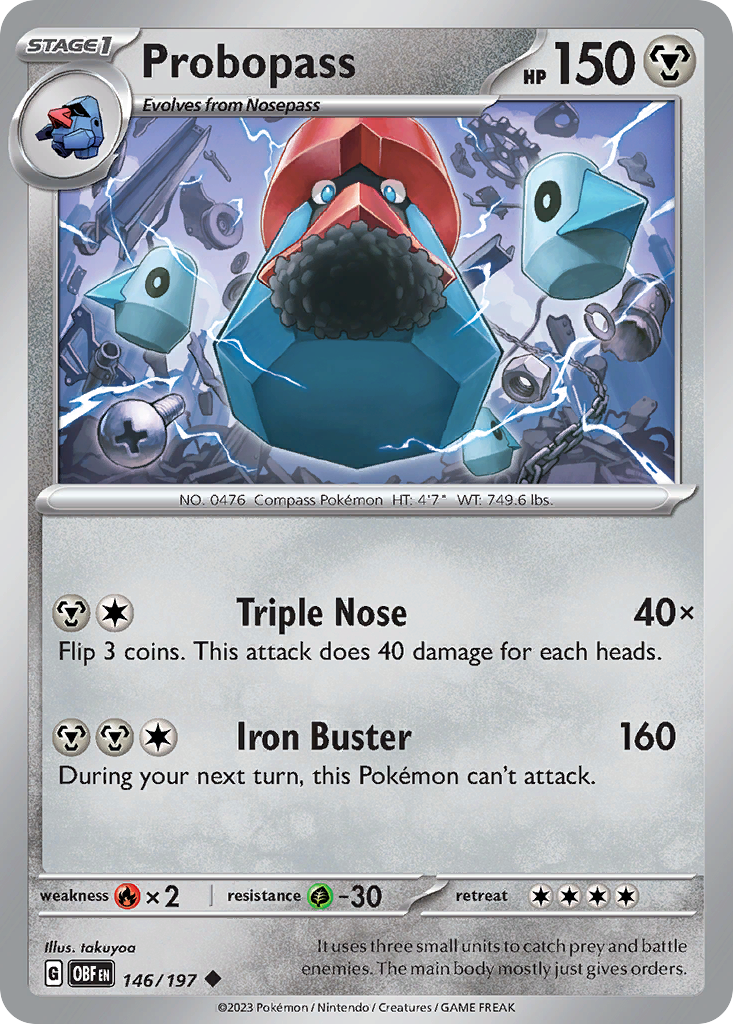 STAGE1
Probopass
HP 150
Evolves from Nosepass
NO. 0476 Compass Pokémon HT: 4'7" WT: 749.6 lbs.
Triple Nose 40×
Flip 3 coins. This attack does 40 damage for each heads.
Iron Buster 160
During your next turn, this Pokémon can't attack.
weakness ×2 resistance -30 retreat
Illus. takuyoa
It uses three small units to catch prey and battle
enemies. The main body mostly just gives orders.
G OBF EN 146/197
©2023 Pokémon / Nintendo / Creatures / GAME FREAK